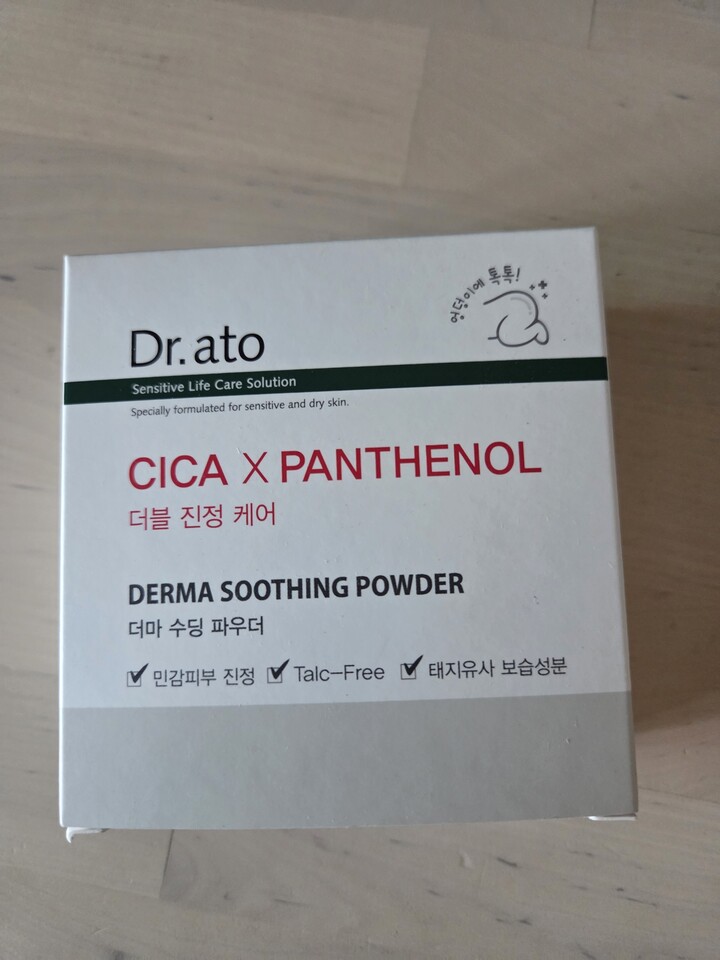 엉덩이에 톡톡!
Dr.ato
Sensitive Life Care Solution
Specially formulated for sensitive and dry skin.
CICA X PANTHENOL
더블 진정 케어
DERMA SOOTHING POWDER
더마 수딩 파우더
민감피부 진정 Talc-Free 태지유사 보습성분